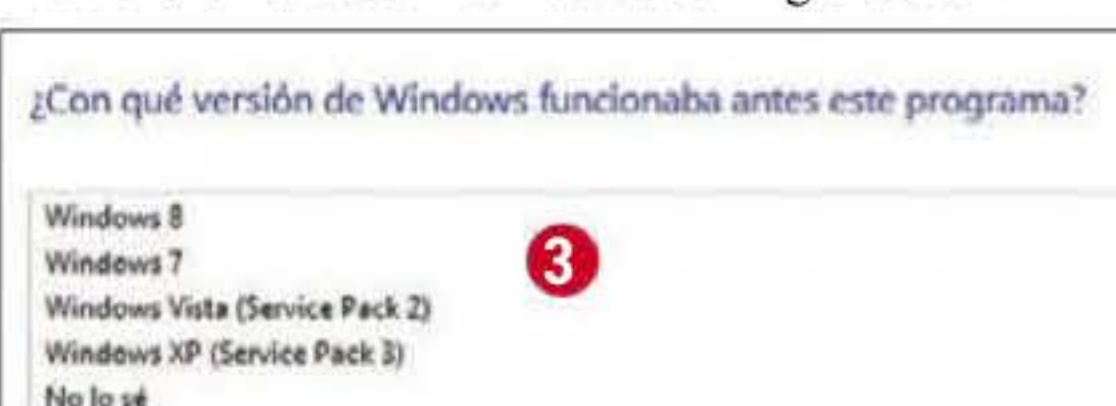 ¿Con qué versión de Windows funcionaba antes este programa?
Windows 8
3
Windows 7
Windows Vista (Service Pack 2)
Windows XP (Service Pack 3)
No lo sé